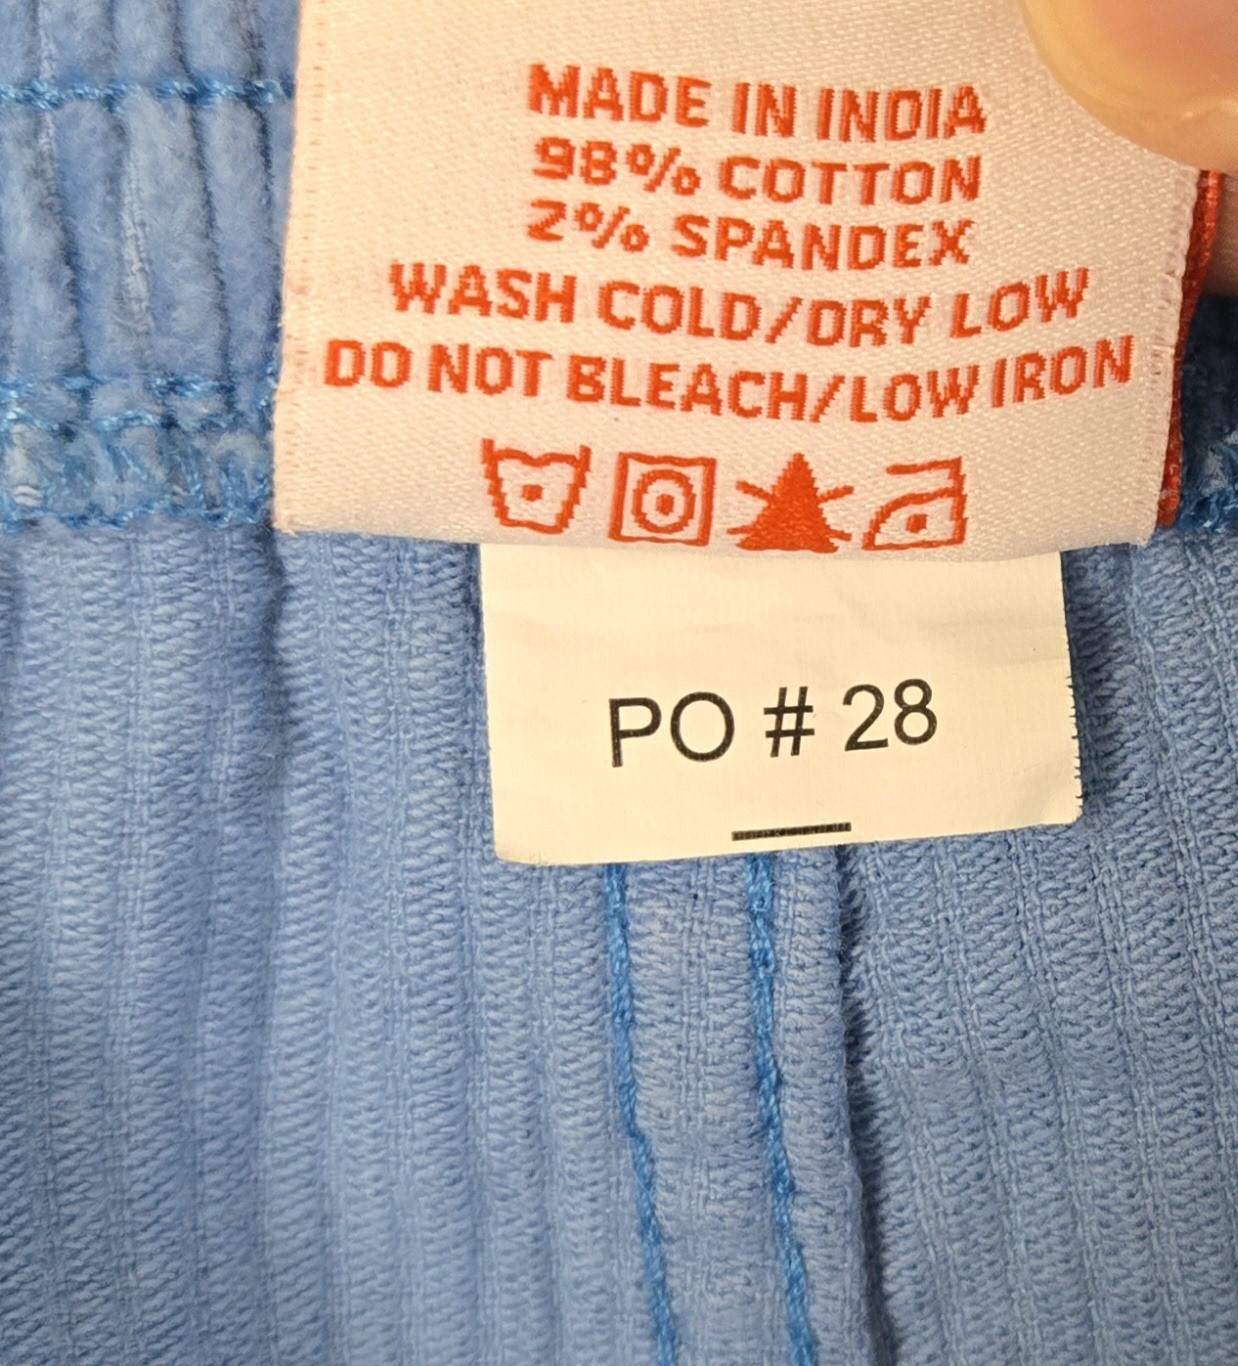 MADE IN INDIA
98% COTTON
2% SPANDEX
WASH COLD/DRY LOW
DO NOT BLEACH/LOW IRON
PO # 28